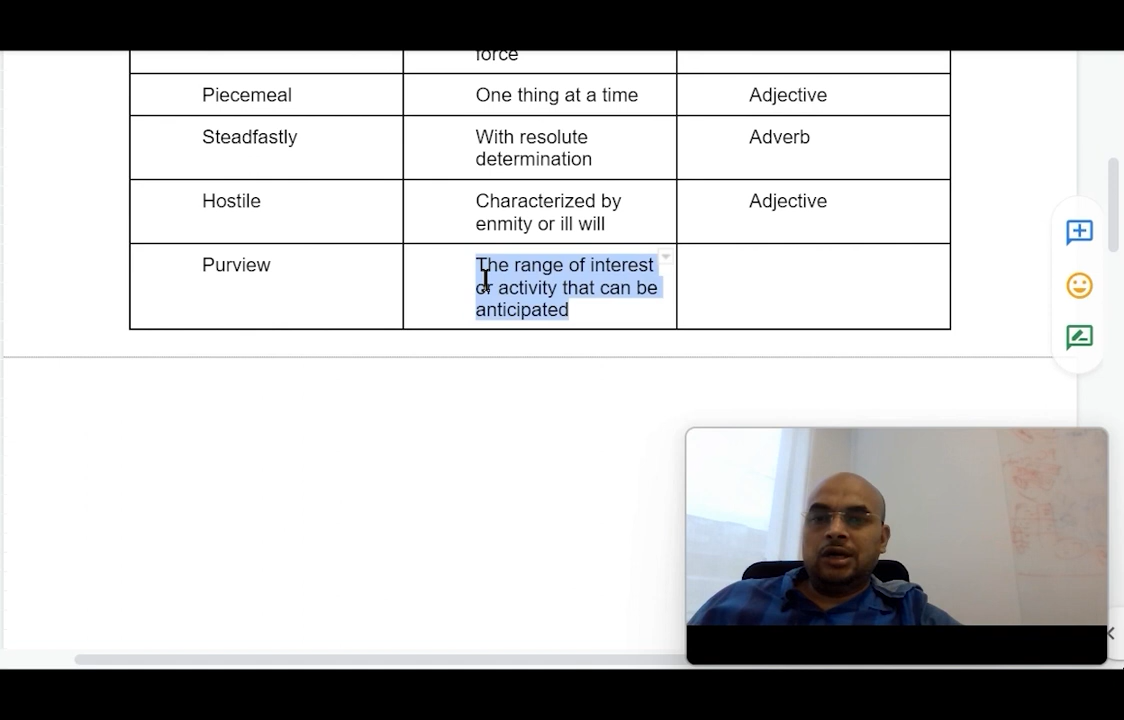 force
Piecemeal
One thing at a time
Adjective
Steadfastly
With resolute
determination
Adverb
Hostile
Characterized by
enmity or ill will
Adjective
Purview
The range of interest
or activity that can be
anticipated